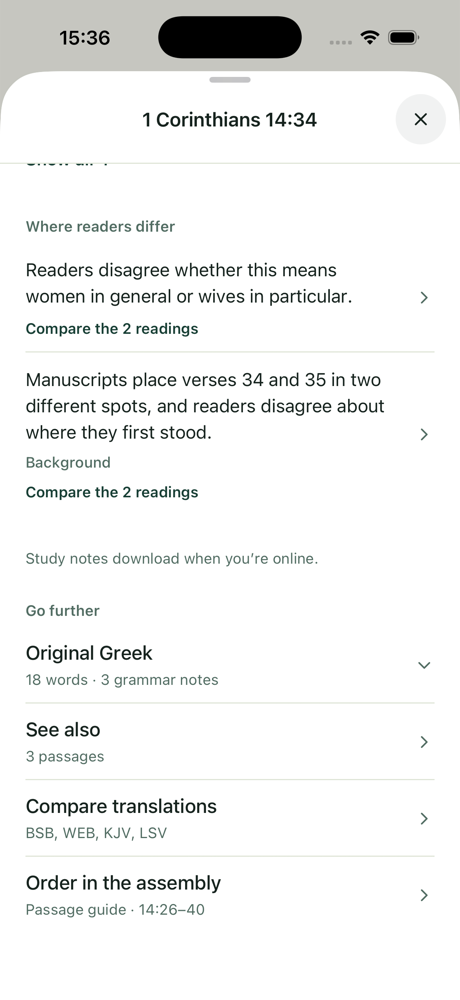 15:36
1 Corinthians 14:34
Where readers differ
Readers disagree whether this means
women in general or wives in particular.
Compare the 2 readings
Manuscripts place verses 34 and 35 in two
different spots, and readers disagree about
where they first stood.
Background
Compare the 2 readings
Study notes download when you’re online.
Go further
Original Greek
18 words · 3 grammar notes
See also
3 passages
Compare translations
BSB, WEB, KJV, LSV
Order in the assembly
Passage guide · 14:26–40